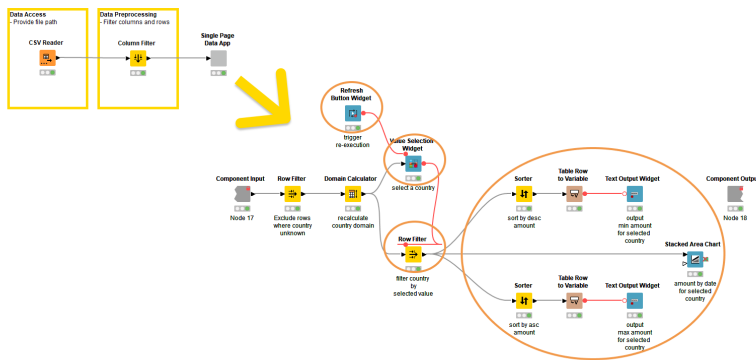 Data Access
- Provide file path
Data Preprocessing
- Filter columns and rows
CSV Reader
Column Filter
Single Page
Data App
Refresh
Button Widget
trigger
re-execution
Value Selection
Widget
select a country
Component Input
Node 17
Row Filter
Exclude rows
where country
unknown
Domain Calculator
recalculate
country domain
Row Filter
filter country
by
selected value
Sorter
sort by desc
amount
Table Row
to Variable
Text Output Widget
output
min amount
for selected
country
Component Output
Node 18
Stacked Area Chart
amount by date
for selected
country
Sorter
sort by asc
amount
Table Row
to Variable
Text Output Widget
output
max amount
for selected
country